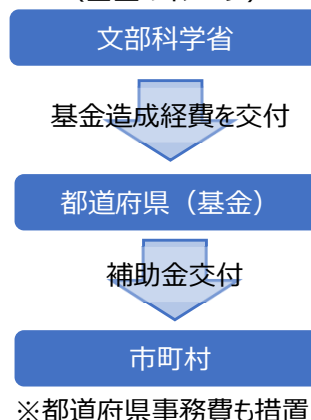 文部科学省
基金造成経費を交付
都道府県（基金）
補助金交付
市町村
※都道府県事務費も措置